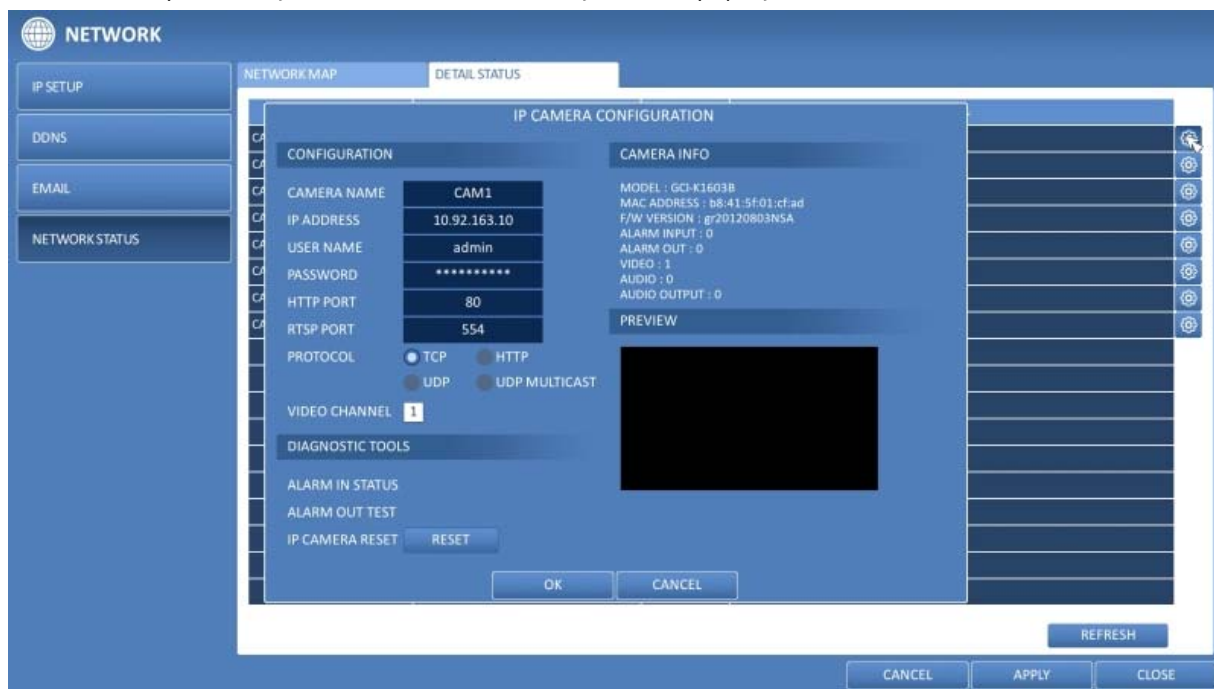 NETWORK
IP SETUP
DDNS
EMAIL
NETWORK STATUS
NETWORK MAP
DETAIL STATUS
IP CAMERA CONFIGURATION
CONFIGURATION
CAMERA NAME CAM1
IP ADDRESS 10.92.163.10
USER NAME admin
PASSWORD **********
HTTP PORT 80
RTSP PORT 554
PROTOCOL TCP HTTP
UDP UDP MULTICAST
VIDEO CHANNEL 1
DIAGNOSTIC TOOLS
ALARM IN STATUS
ALARM OUT TEST
IP CAMERA RESET RESET
CAMERA INFO
MODEL : GCI-K1603B
MAC ADDRESS : b8:41:5f:01:cf:ad
F/W VERSION : gr20120803NSA
ALARM INPUT : 0
ALARM OUT : 0
VIDEO : 1
AUDIO : 0
AUDIO OUTPUT : 0
PREVIEW
OK CANCEL
REFRESH
CANCEL APPLY CLOSE